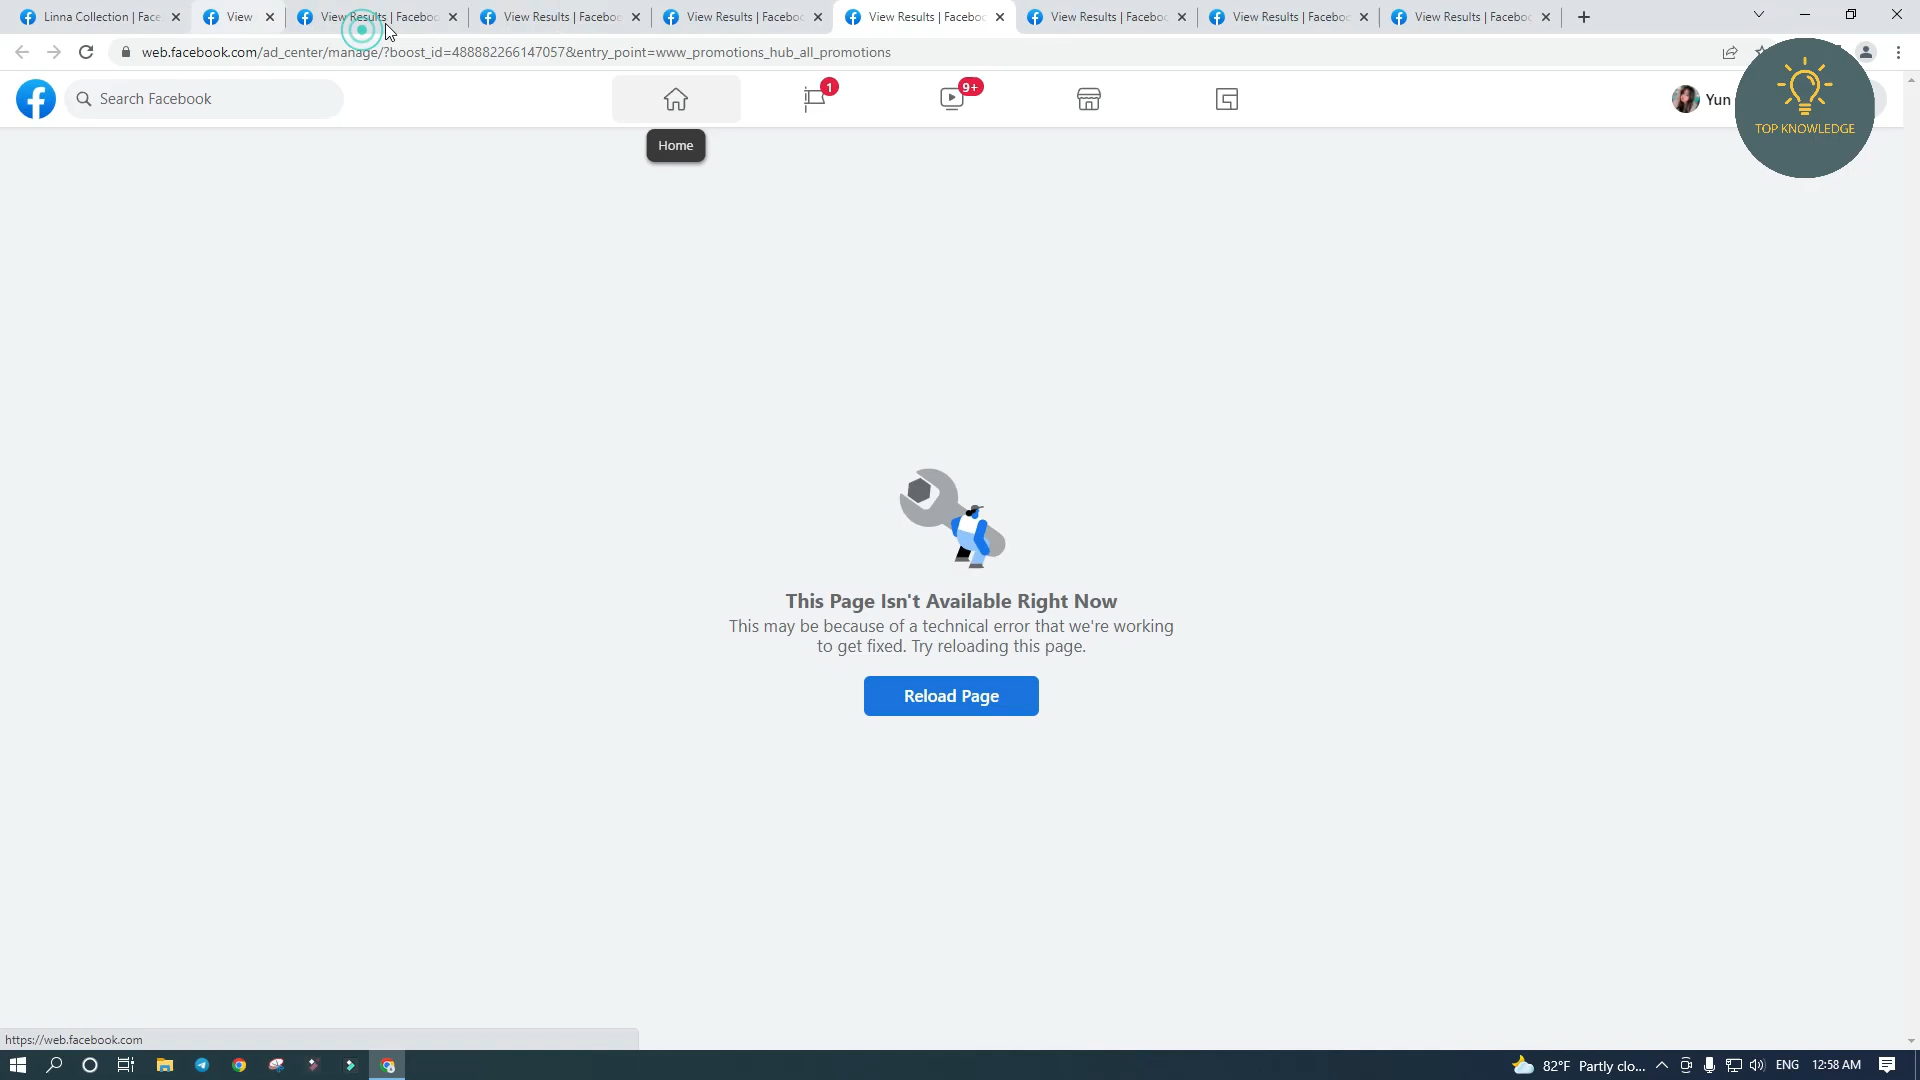 Linna Collection | Face
View
View Results | Faceboo
View Results | Faceboo
View Results | Faceboo
View Results | Faceboo
View Results | Faceboo
View Results | Faceboo
View Results | Faceboo
web.facebook.com/ad_center/manage/?boost_id=488882266147057&entry_point=www_promotions_hub_all_promotions
Search Facebook
1
9+
Yun
TOP KNOWLEDGE
Home
This Page Isn't Available Right Now
This may be because of a technical error that we're working
to get fixed. Try reloading this page.
Reload Page
https://web.facebook.com
82°F Partly clo...
ENG
12:58 AM